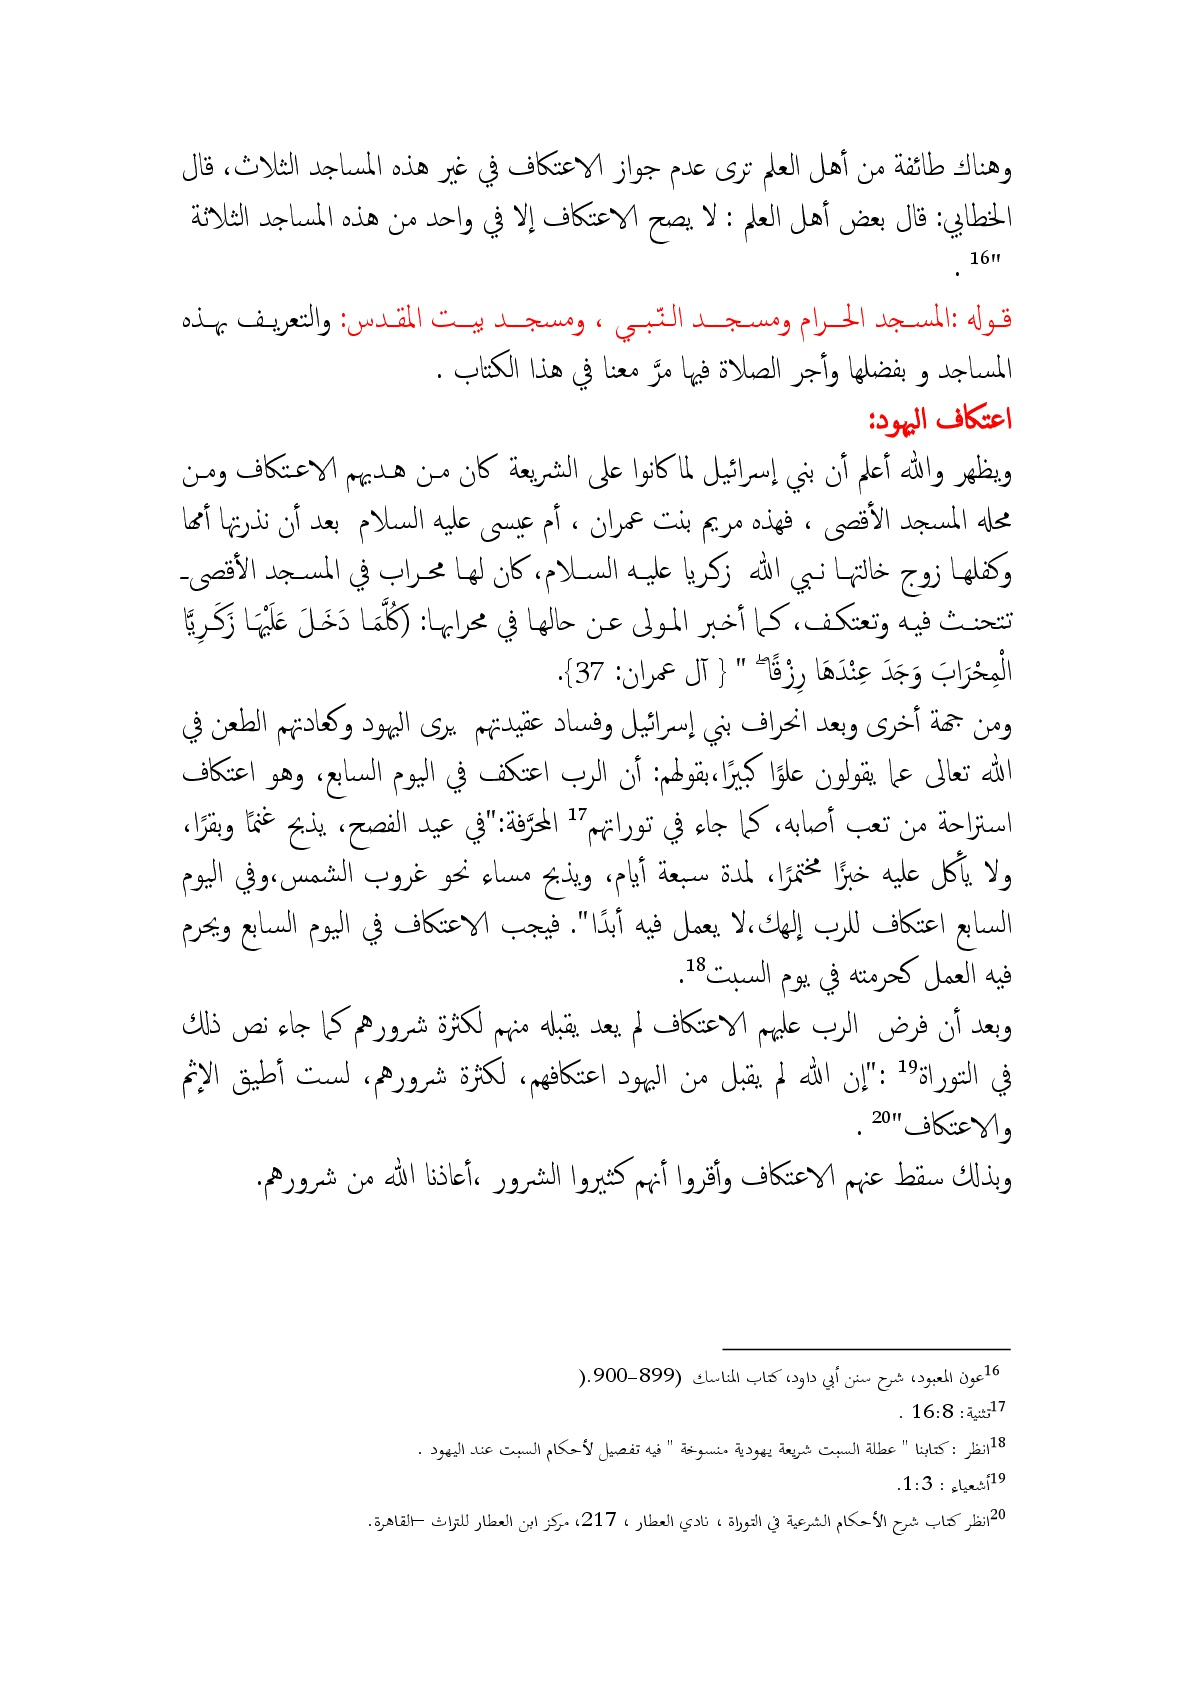 وهناك طائفة من أهل العلم ترى عدم جواز الاعتكاف في غير هذه المساجد الثلاث، قال
الخطابي: قال بعض أهل العلم : لا يصح الاعتكاف إلا في واحد من هذه المساجد الثلاثة
"16 .
قوله :المسجد الحرام ومسجد النّبي ، ومسجد بيت المقدس: والتعريف بهذه
المساجد و بفضلها وأجر الصلاة فيها مرَّ معنا في هذا الكتاب .
اعتكاف اليهود:
ويظهر والله أعلم أن بني إسرائيل لما كانوا على الشريعة كان من هديهم الاعتكاف ومن
محله المسجد الأقصى ، فهذه مريم بنت عمران ، أم عيسى عليه السلام بعد أن نذرتها أمها
وكفلها زوج خالتها نبي الله زكريا عليه السلام، كان لها محراب في المسجد الأقصى
تتحنث فيه وتعتكف، كما أخبر المولى عن حالها في محرابها: (كُلَّمَا دَخَلَ عَلَيْهَا زَكَرِيَّا
الْمِحْرَابَ وَجَدَ عِنْدَهَا رِزْقًا ۖ " { آل عمران: 37}.
ومن جهة أخرى وبعد انحراف بني إسرائيل وفساد عقيدتهم يرى اليهود وكعادتهم الطعن في
الله تعالى عما يقولون علوًا كبيرًا،بقولهم: أن الرب اعتكف في اليوم السابع، وهو اعتكاف
استراحة من تعب أصابه، كما جاء في توراتهم17 المحرَّفة:"في عيد الفصح، يذبح غنمًا وبقرًا،
ولا يأكل عليه خبزًا مختمرًا، لمدة سبعة أيام، ويذبح مساء نحو غروب الشمس،وفي اليوم
السابع اعتكاف للرب إلهك،لا يعمل فيه أبدًا". فيجب الاعتكاف في اليوم السابع ويحرم
فيه العمل كحرمته في يوم السبت18.
وبعد أن فرض الرب عليهم الاعتكاف لم يعد يقبله منهم لكثرة شرورهم كما جاء نص ذلك
في التوراة19 :"إن الله لم يقبل من اليهود اعتكافهم، لكثرة شرورهم، لست أطيق الإثم
والاعتكاف"20 .
وبذلك سقط عنهم الاعتكاف وأقروا أنهم كثيروا الشرور ،أعاذنا الله من شرورهم.
16عون المعبود، شرح سنن أبي داود، كتاب المناسك (899–900.(
17تثنية: 16:8 .
18انظر :كتابنا " عطلة السبت شريعة يهودية منسوخة " فيه تفصيل لأحكام السبت عند اليهود .
19أشعياء : 1:3.
20انظر كتاب شرح الأحكام الشرعية في التوراة ، نادي العطار ، 217، مركز ابن العطار للتراث –القاهرة.